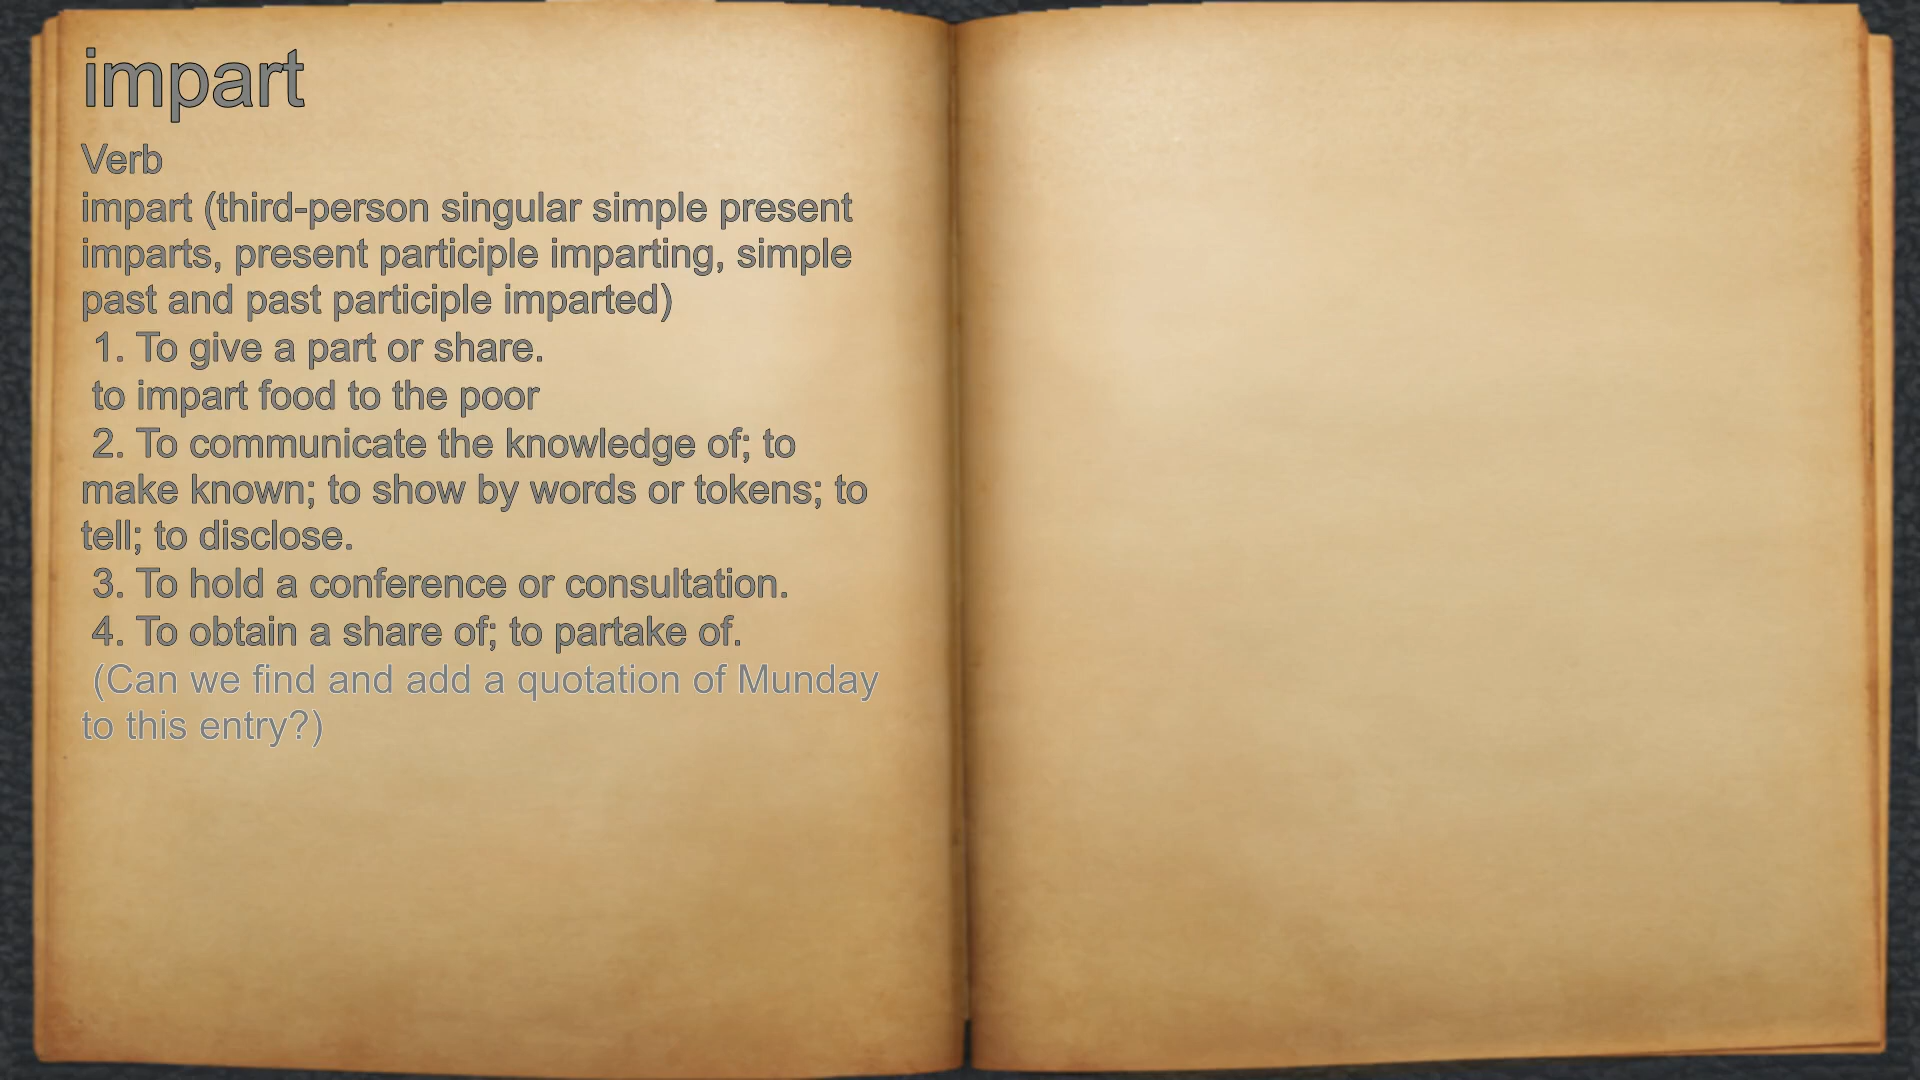 impart
Verb
impart (third-person singular simple present
imparts, present participle imparting, simple
past and past participle imparted)
1. To give a part or share.
to impart food to the poor
2. To communicate the knowledge of; to
make known; to show by words or tokens; to
tell; to disclose.
3. To hold a conference or consultation.
4. To obtain a share of; to partake of.
(Can we find and add a quotation of Munday
to this entry?)